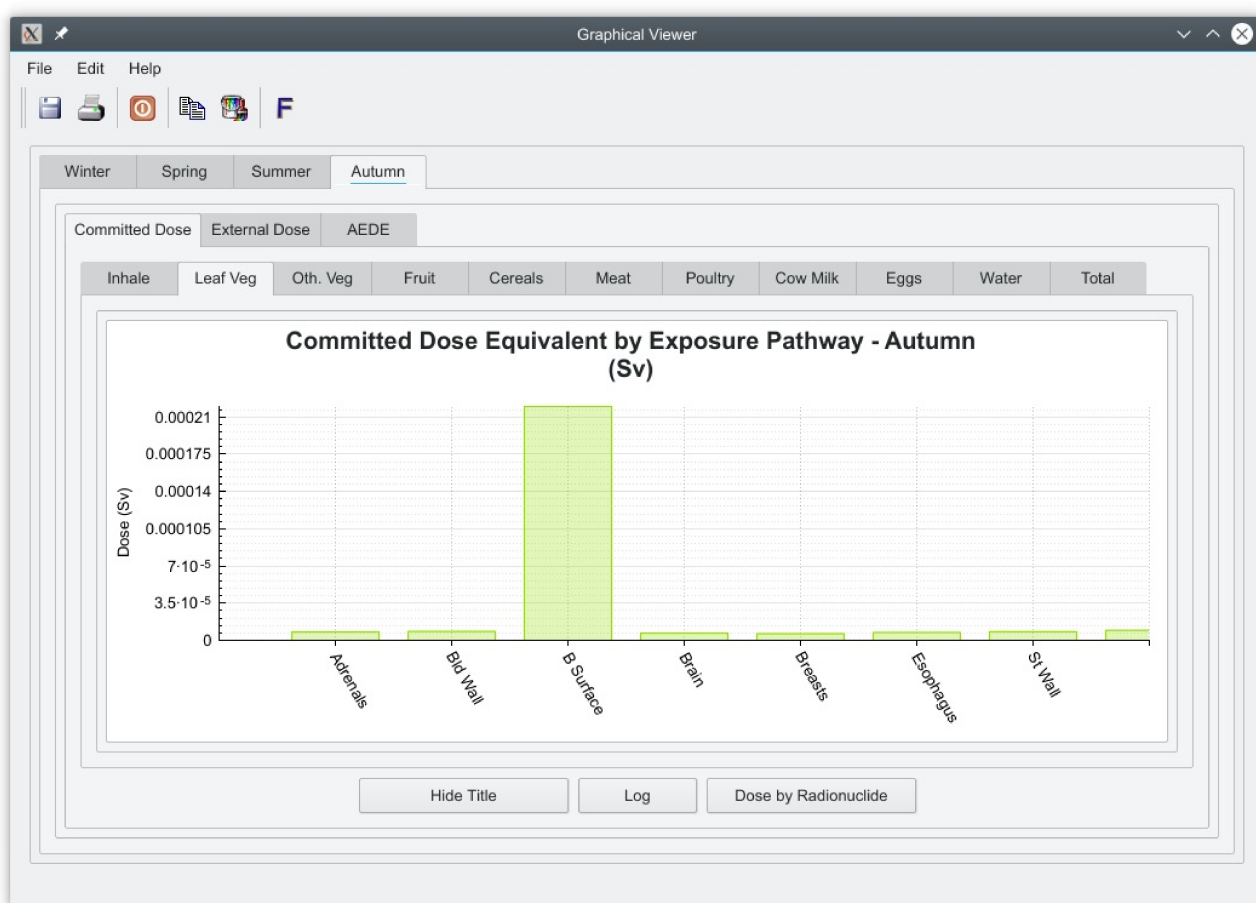 Graphical Viewer
File Edit Help
F
Winter Spring Summer Autumn
Committed Dose External Dose AEDE
Inhale Leaf Veg Oth. Veg Fruit Cereals Meat Poultry Cow Milk Eggs Water Total
Committed Dose Equivalent by Exposure Pathway - Autumn
(Sv)
Dose (Sv)
0.00021
0.000175
0.00014
0.000105
7·10⁻⁵
3.5·10⁻⁵
0
Adrenals Bld Wall B Surface Brain Breasts Esophagus St Wall
Hide Title Log Dose by Radionuclide